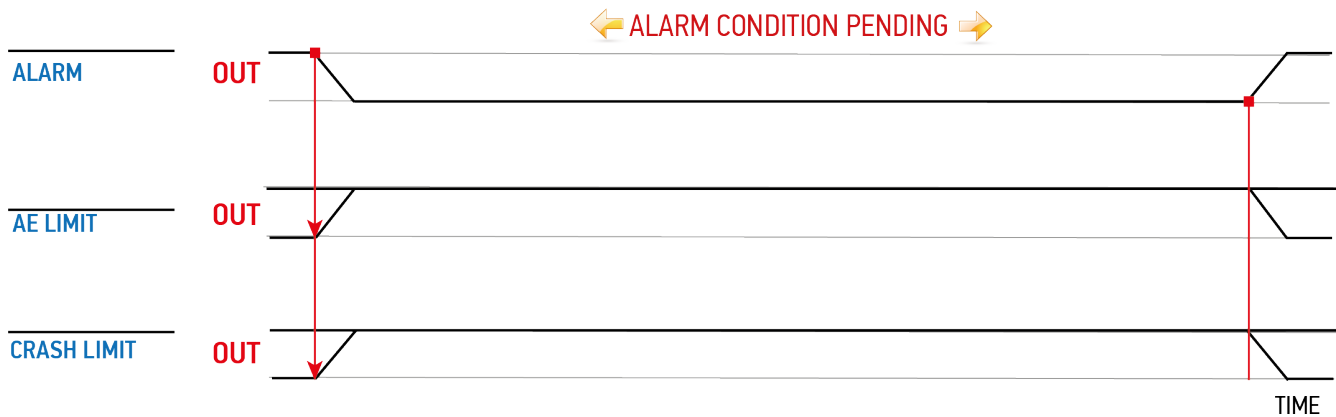 ALARM CONDITION PENDING
ALARM OUT
AE LIMIT OUT
CRASH LIMIT OUT
TIME